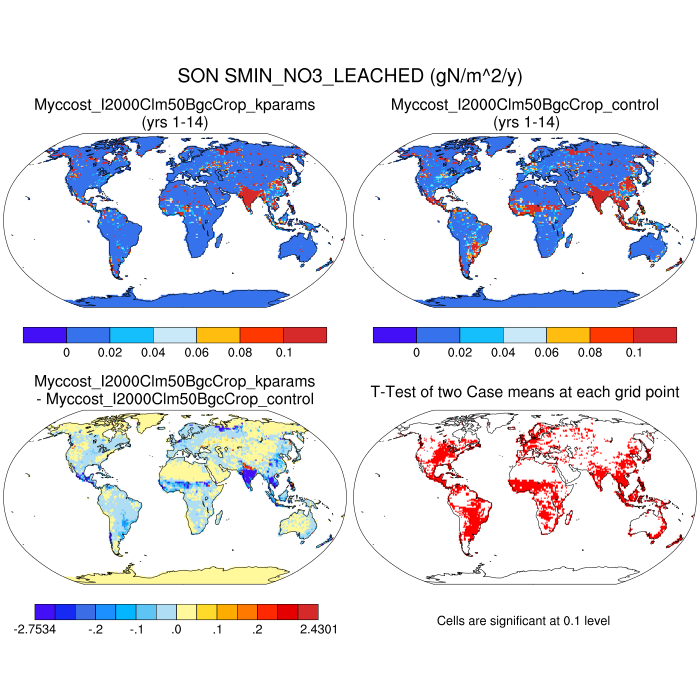 SON SMIN_NO3_LEACHED (gN/m^2/y)
Myccost_I2000Clm50BgcCrop_kparams
(yrs 1-14)
Myccost_I2000Clm50BgcCrop_control
(yrs 1-14)
0 0.02 0.04 0.06 0.08 0.1
0 0.02 0.04 0.06 0.08 0.1
Myccost_I2000Clm50BgcCrop_kparams
- Myccost_I2000Clm50BgcCrop_control
T-Test of two Case means at each grid point
-2.7534 -.2 -.1 .0 .1 .2 2.4301
Cells are significant at 0.1 level